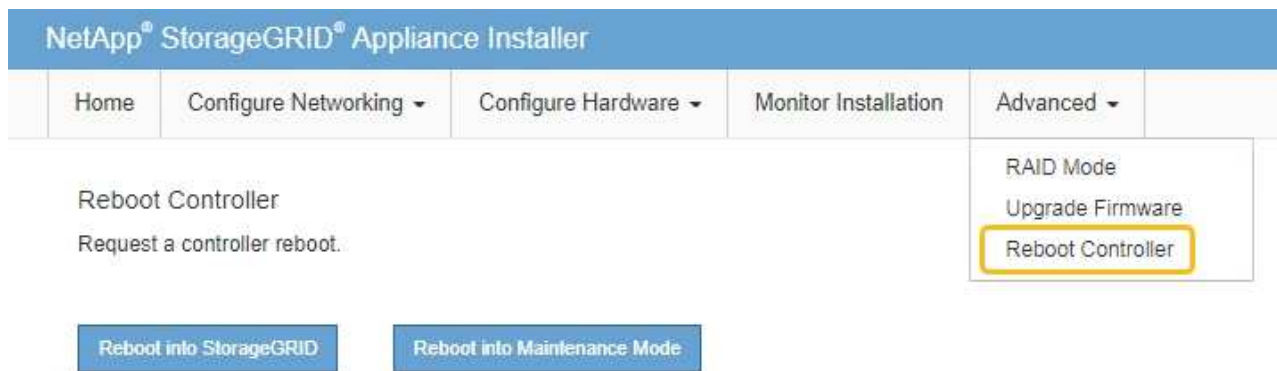 NetApp® StorageGRID® Appliance Installer
Home Configure Networking Configure Hardware Monitor Installation Advanced
RAID Mode
Upgrade Firmware
Reboot Controller
Reboot Controller
Request a controller reboot.
Reboot into StorageGRID Reboot into Maintenance Mode